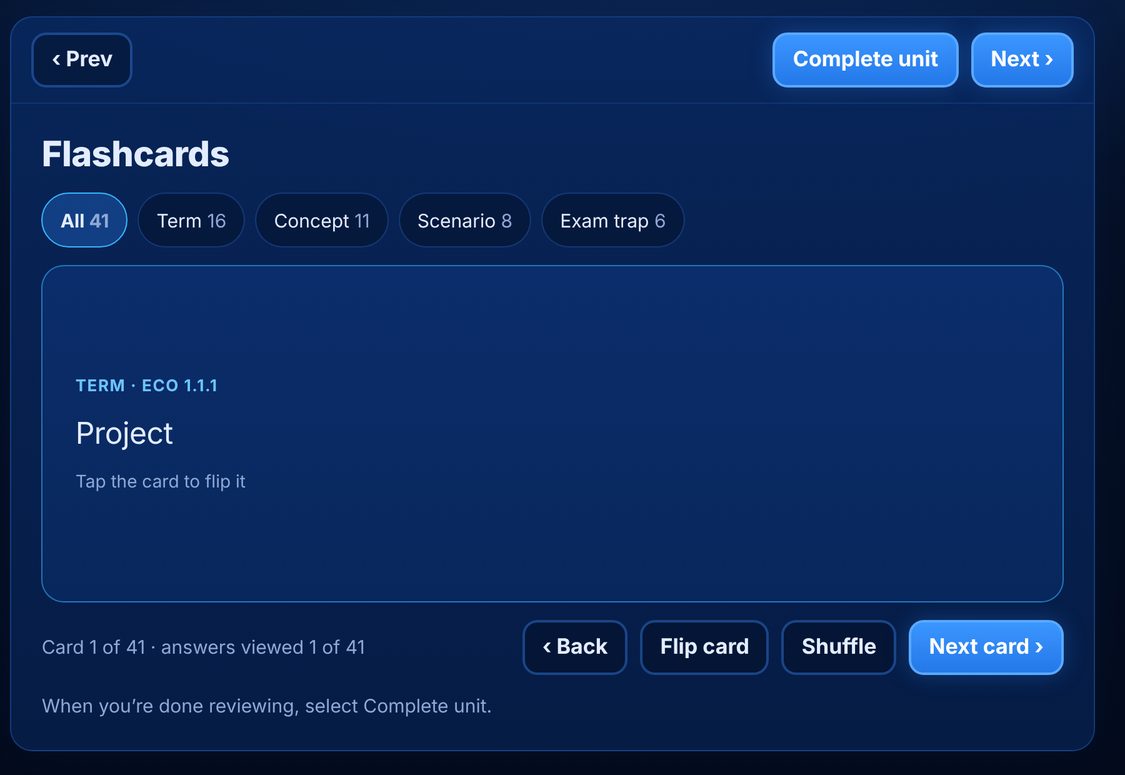 ‹ Prev
Complete unit
Next ›
Flashcards
All 41
Term 16
Concept 11
Scenario 8
Exam trap 6
TERM · ECO 1.1.1
Project
Tap the card to flip it
Card 1 of 41 · answers viewed 1 of 41
‹ Back
Flip card
Shuffle
Next card ›
When you’re done reviewing, select Complete unit.